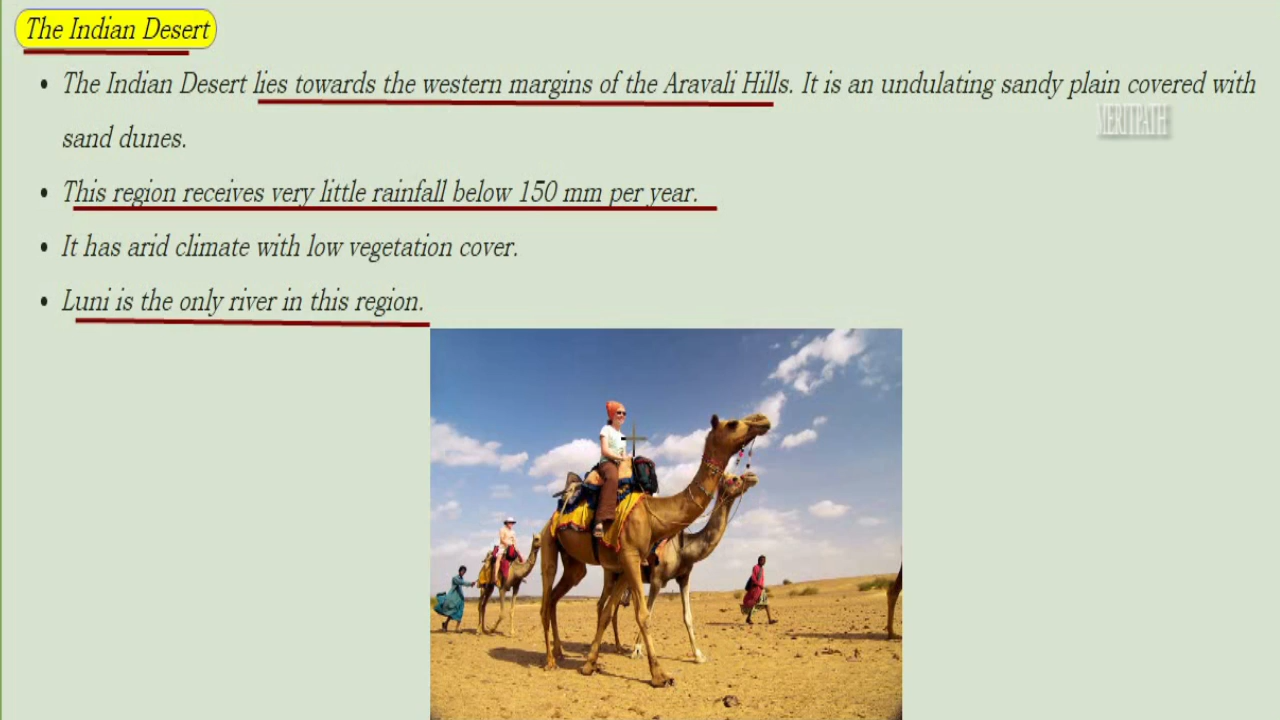 The Indian Desert
• The Indian Desert lies towards the western margins of the Aravali Hills. It is an undulating sandy plain covered with
MERITPATH
sand dunes.
• This region receives very little rainfall below 150 mm per year.
• It has arid climate with low vegetation cover.
• Luni is the only river in this region.